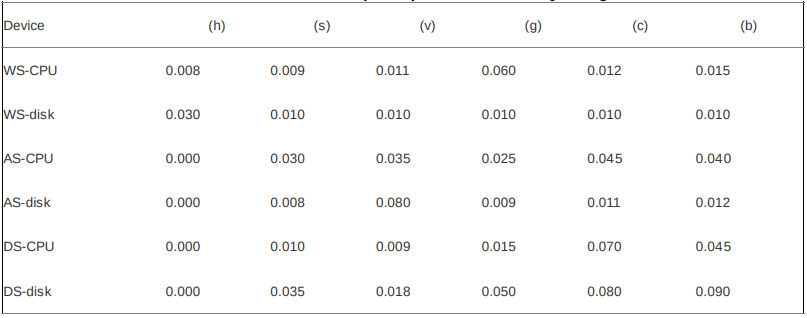 Device (h) (s) (v) (g) (c) (b)
WS-CPU 0.008 0.009 0.011 0.060 0.012 0.015
WS-disk 0.030 0.010 0.010 0.010 0.010 0.010
AS-CPU 0.000 0.030 0.035 0.025 0.045 0.040
AS-disk 0.000 0.008 0.080 0.009 0.011 0.012
DS-CPU 0.000 0.010 0.009 0.015 0.070 0.045
DS-disk 0.000 0.035 0.018 0.050 0.080 0.090